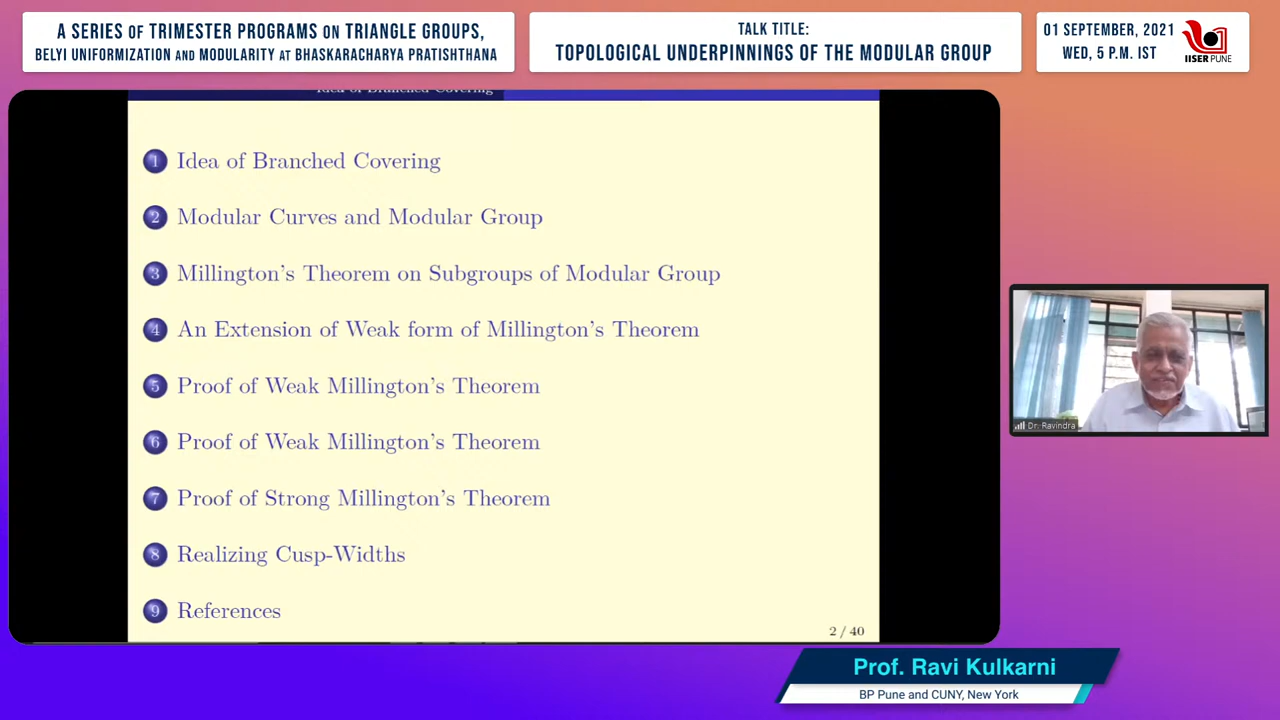 A SERIES OF TRIMESTER PROGRAMS ON TRIANGLE GROUPS,
BELYI UNIFORMIZATION AND MODULARITY AT BHASKARACHARYA PRATISHTHANA
TALK TITLE:
TOPOLOGICAL UNDERPINNINGS OF THE MODULAR GROUP
01 SEPTEMBER, 2021
WED, 5 P.M. IST
IISER PUNE
Idea of Branched Covering
1 Idea of Branched Covering
2 Modular Curves and Modular Group
3 Millington's Theorem on Subgroups of Modular Group
4 An Extension of Weak form of Millington's Theorem
5 Proof of Weak Millington's Theorem
6 Proof of Weak Millington's Theorem
7 Proof of Strong Millington's Theorem
8 Realizing Cusp-Widths
9 References
2 / 40
Dr. Ravindra
Prof. Ravi Kulkarni
BP Pune and CUNY, New York